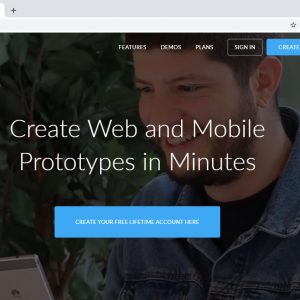 FEATURES DEMOS PLANS SIGN IN CREATE
Create Web and Mobile
Prototypes in Minutes
CREATE YOUR FREE LIFETIME ACCOUNT HERE